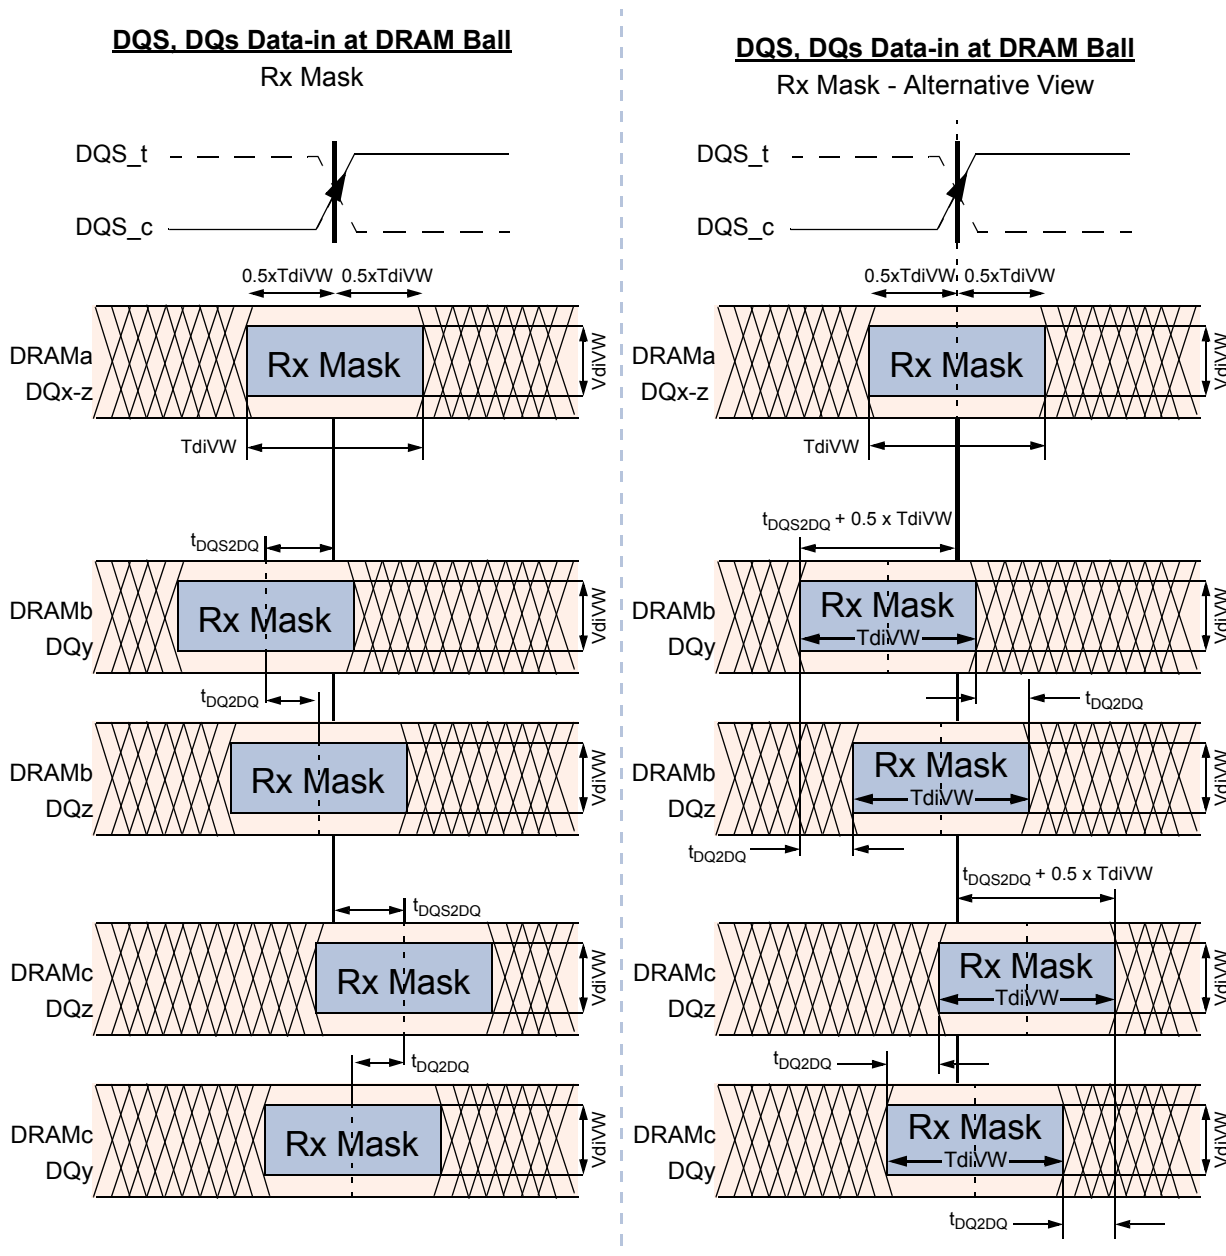 DQS, DQs Data-in at DRAM Ball
Rx Mask
DQS_t
DQS_c
0.5xTdiVW 0.5xTdiVW
DRAMa
DQx-z
Rx Mask
VdiVW
TdiVW
tDQS2DQ
DRAMb
DQy
Rx Mask
VdiVW
tDQ2DQ
DRAMb
DQz
Rx Mask
VdiVW
tDQS2DQ
DRAMc
DQz
Rx Mask
VdiVW
tDQ2DQ
DRAMc
DQy
Rx Mask
VdiVW
DQS, DQs Data-in at DRAM Ball
Rx Mask - Alternative View
DQS_t
DQS_c
0.5xTdiVW 0.5xTdiVW
DRAMa
DQx-z
Rx Mask
VdiVW
TdiVW
tDQS2DQ + 0.5 x TdiVW
DRAMb
DQy
Rx Mask
TdiVW
VdiVW
tDQ2DQ
DRAMb
DQz
Rx Mask
TdiVW
VdiVW
tDQ2DQ
tDQS2DQ + 0.5 x TdiVW
DRAMc
DQz
Rx Mask
TdiVW
VdiVW
tDQ2DQ
DRAMc
DQy
Rx Mask
TdiVW
VdiVW
tDQ2DQ